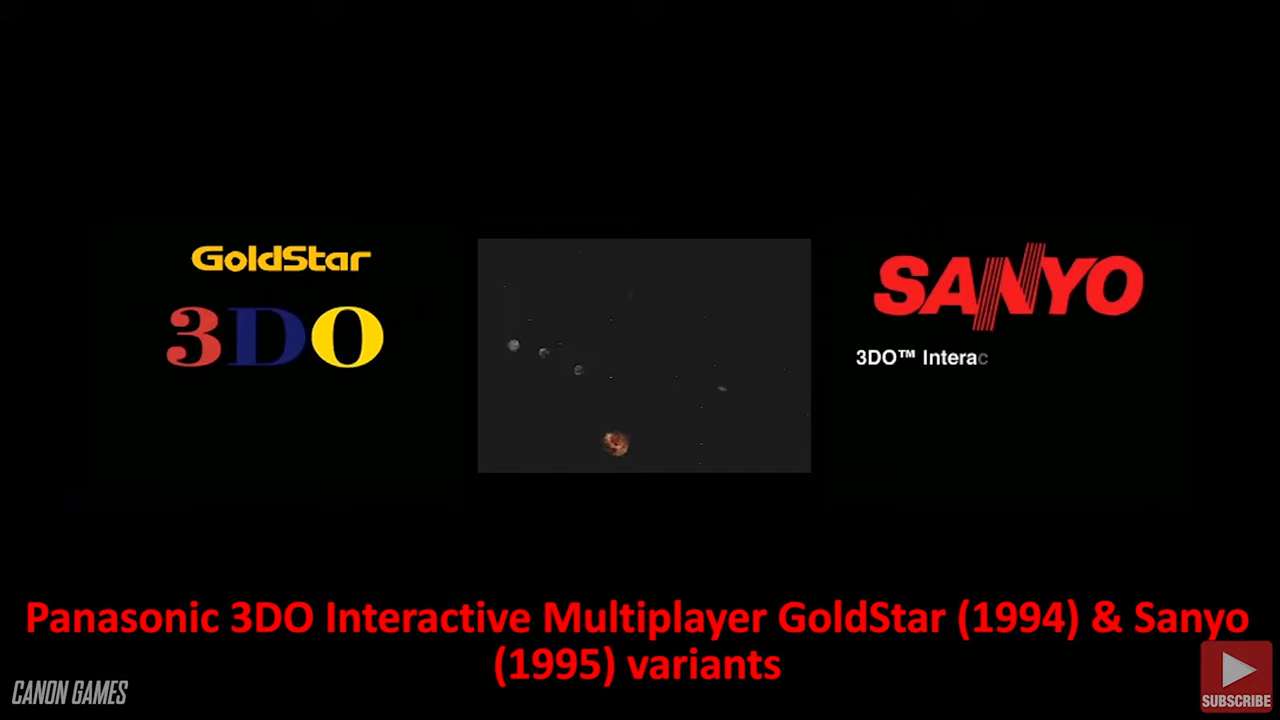 GoldStar
3DO
SANYO
3DO™ Interac
Panasonic 3DO Interactive Multiplayer GoldStar (1994) & Sanyo
(1995) variants
CANON GAMES
SUBSCRIBE